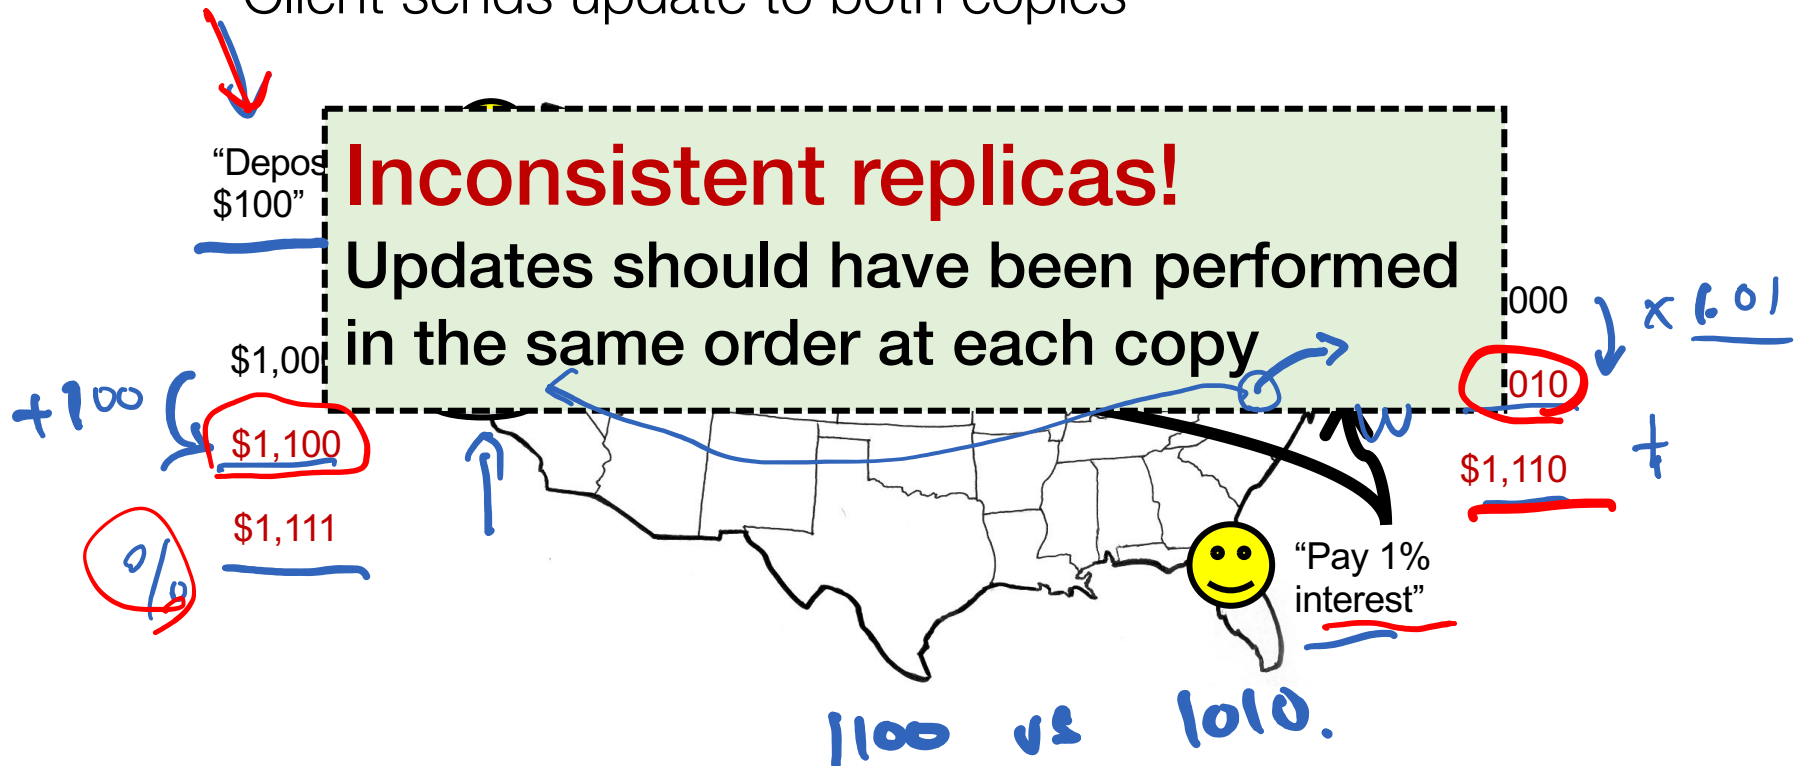 Client sends update to both copies
“Depos
$100”
Inconsistent replicas!
Updates should have been performed
in the same order at each copy
000
x 1.01
$1,00
010
+100
$1,100
$1,110
+
$1,111
%
“Pay 1%
interest”
1100 vs 1010.